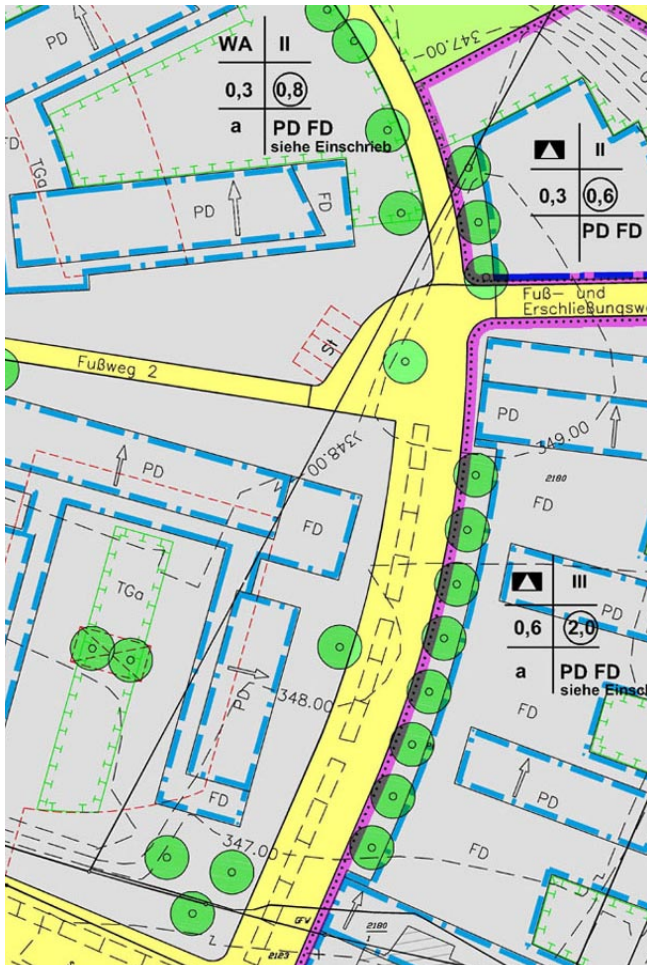 PD
WA II
0,3 0,8
a PD FD
siehe Einschrieb
347.00
FD
TGa
PD
FD
II
0,3 0,6
PD FD
Fuß- und
Erschließungsw
St
Fußweg 2
348.00
PD
349.00
PD
FD
2180
FD
TGa
III
0,6 2,0
a PD FD
siehe Einsch
PD
PD
348.00
FD
FD
PD
347.00
FD
GFW
2180
1
2
2123